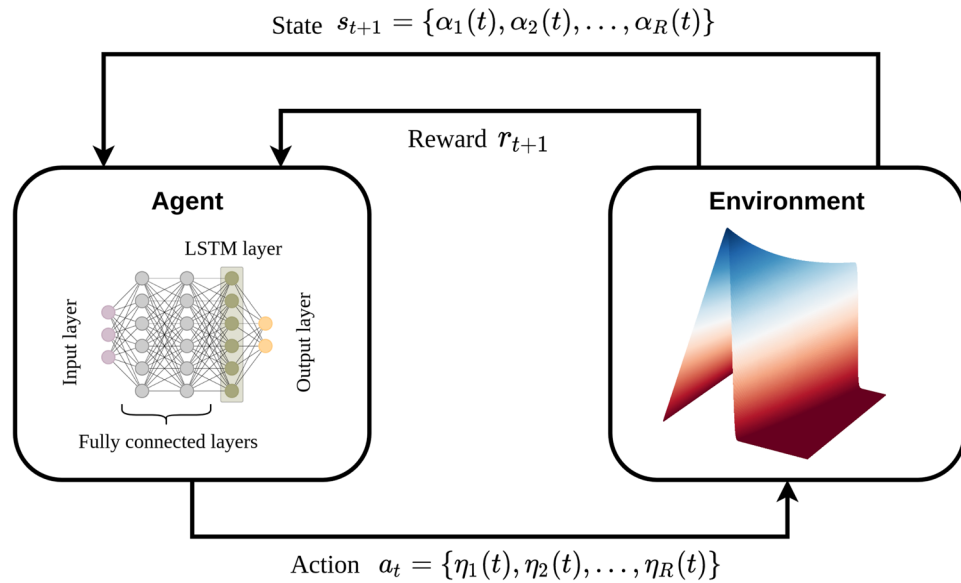 State $s_{t+1} = \{\alpha_1(t), \alpha_2(t), \ldots, \alpha_R(t)\}$
Reward $r_{t+1}$
Agent
Environment
LSTM layer
Input layer
Output layer
Fully connected layers
Action $a_t = \{\eta_1(t), \eta_2(t), \ldots, \eta_R(t)\}$